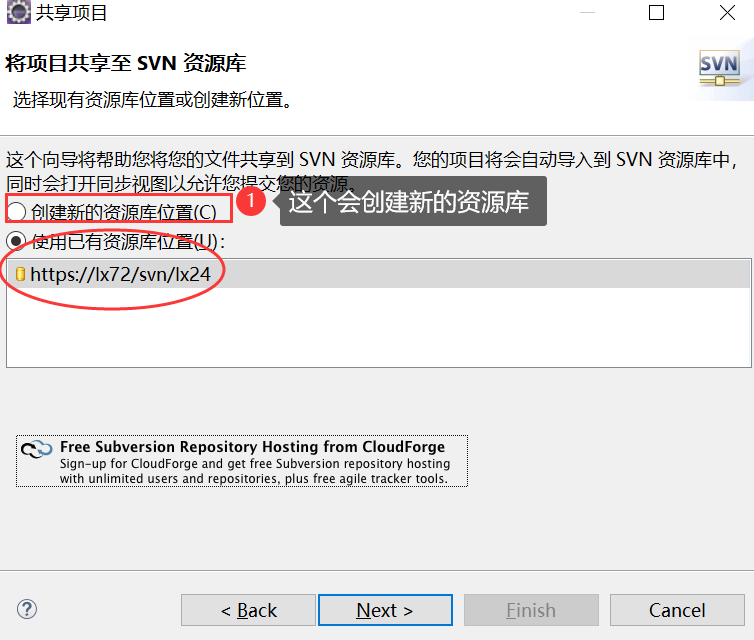 共享项目
将项目共享至 SVN 资源库
选择现有资源库位置或创建新位置。
SVN
这个向导将帮助您将您的文件共享到 SVN 资源库。您的项目将会自动导入到 SVN 资源库中，
同时会打开同步视图以允许您提交您的资源。
创建新的资源库位置(C)
1 这个会创建新的资源库
使用已有资源库位置(U)：
https://lx72/svn/lx24
Free Subversion Repository Hosting from CloudForge
Sign-up for CloudForge and get free Subversion repository hosting
with unlimited users and repositories, plus free agile tracker tools.
? < Back Next > Finish Cancel